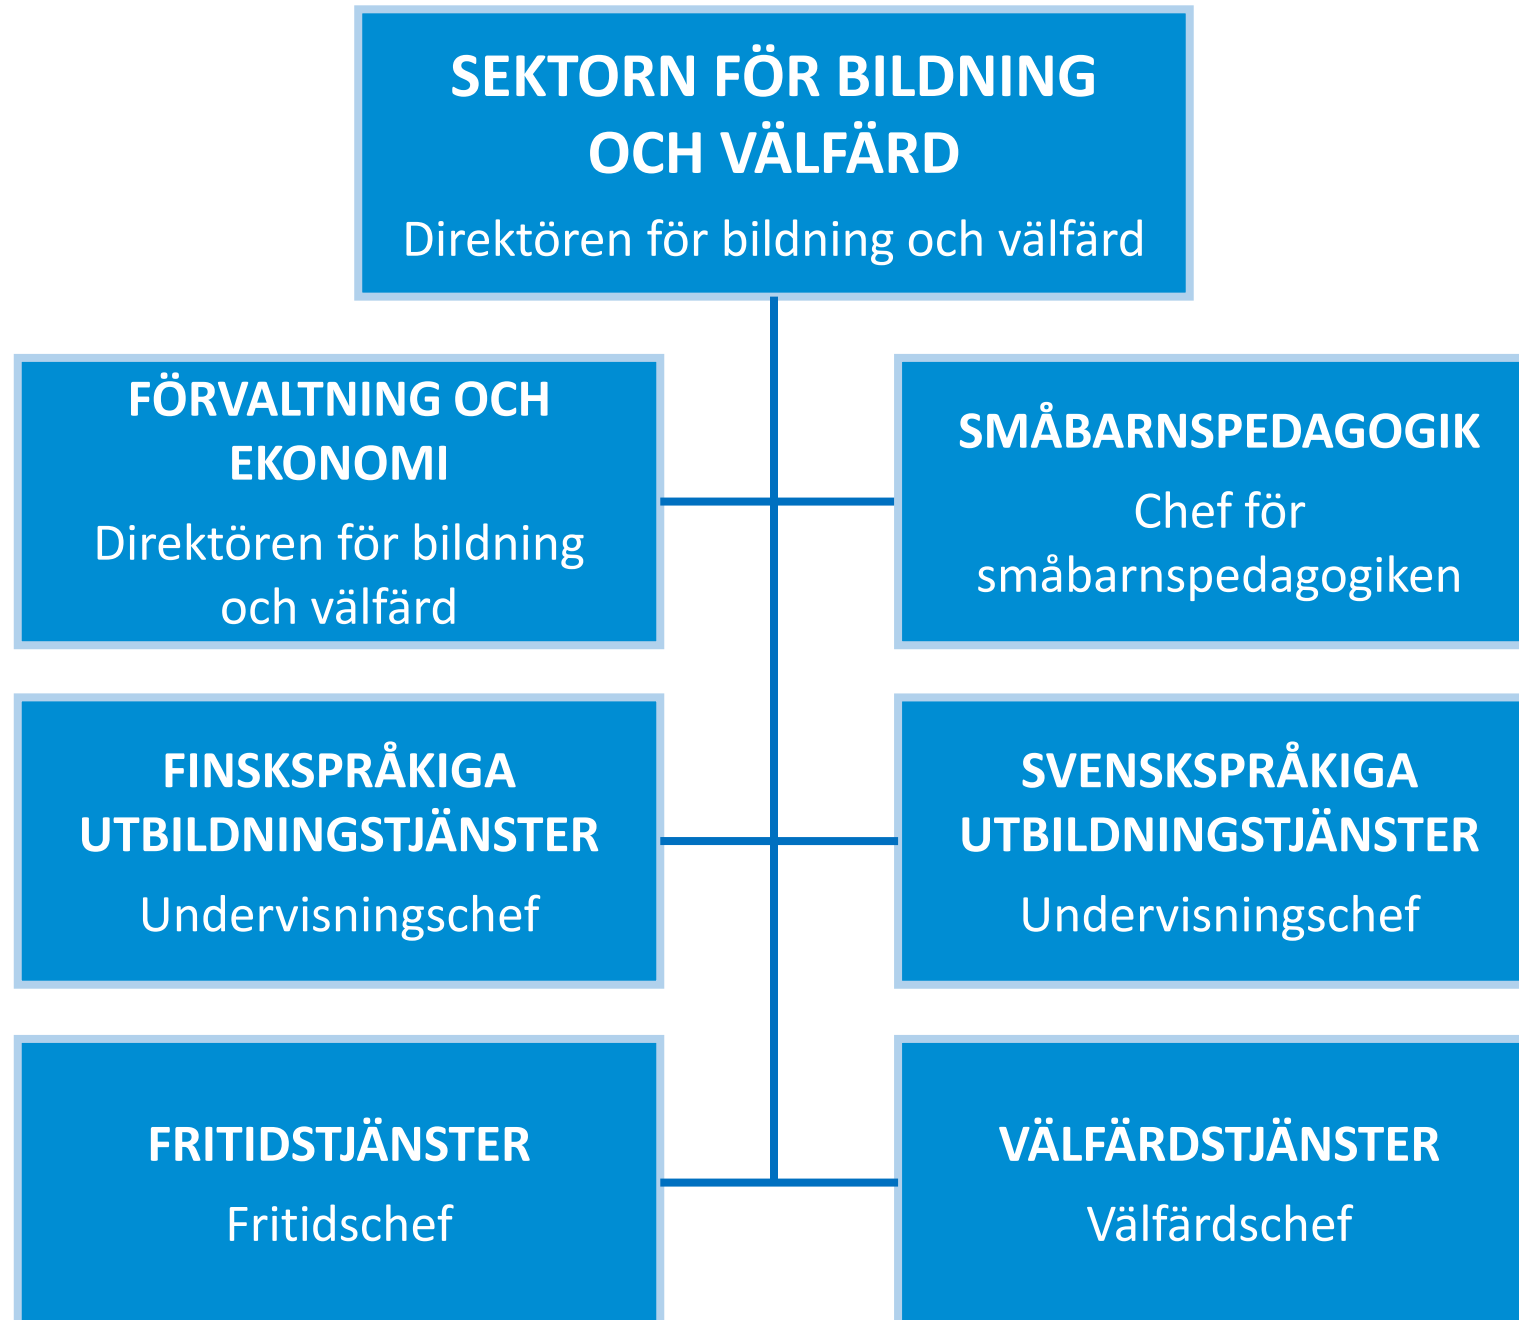 SEKTORN FÖR BILDNING
OCH VÄLFÄRD
Direktören för bildning och välfärd
FÖRVALTNING OCH
EKONOMI
Direktören för bildning
och välfärd
SMÅBARNSPEDAGOGIK
Chef för
småbarnspedagogiken
FINSKSPRÅKIGA
UTBILDNINGSTJÄNSTER
Undervisningschef
SVENSKSPRÅKIGA
UTBILDNINGSTJÄNSTER
Undervisningschef
FRITIDSTJÄNSTER
Fritidschef
VÄLFÄRDSTJÄNSTER
Välfärdschef